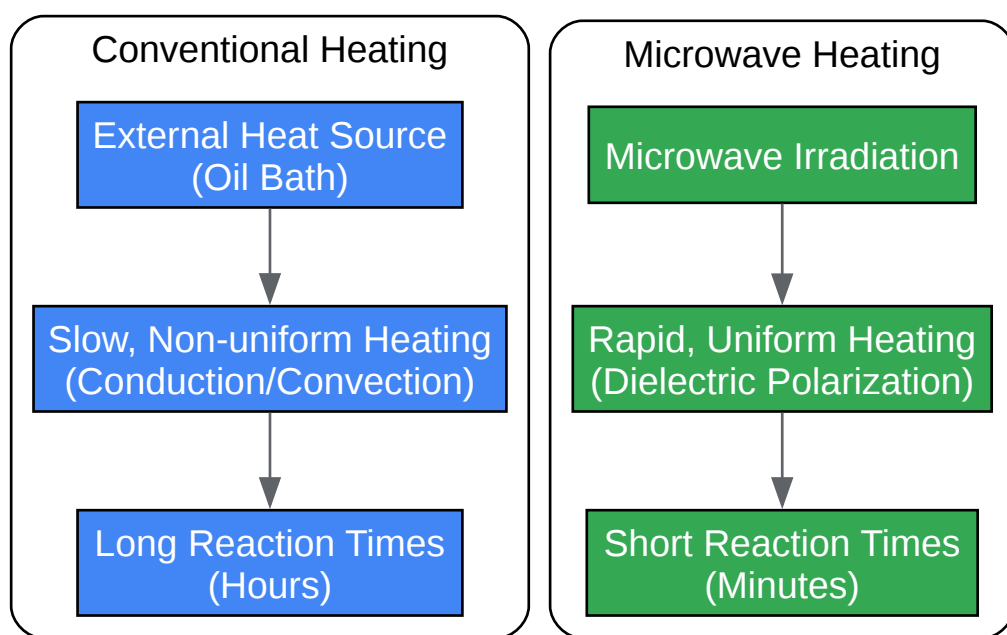 Conventional Heating
External Heat Source
(Oil Bath)
Slow, Non-uniform Heating
(Conduction/Convection)
Long Reaction Times
(Hours)
Microwave Heating
Microwave Irradiation
Rapid, Uniform Heating
(Dielectric Polarization)
Short Reaction Times
(Minutes)